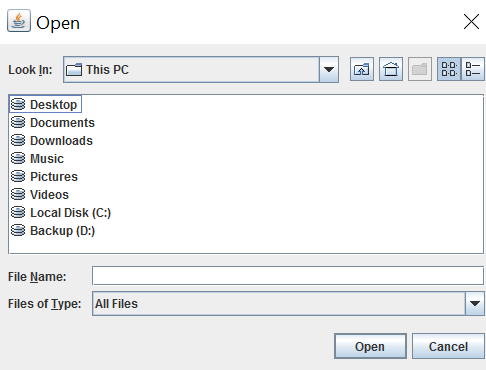 Open
Look In: This PC
Desktop
Documents
Downloads
Music
Pictures
Videos
Local Disk (C:)
Backup (D:)
File Name:
Files of Type: All Files
Open Cancel